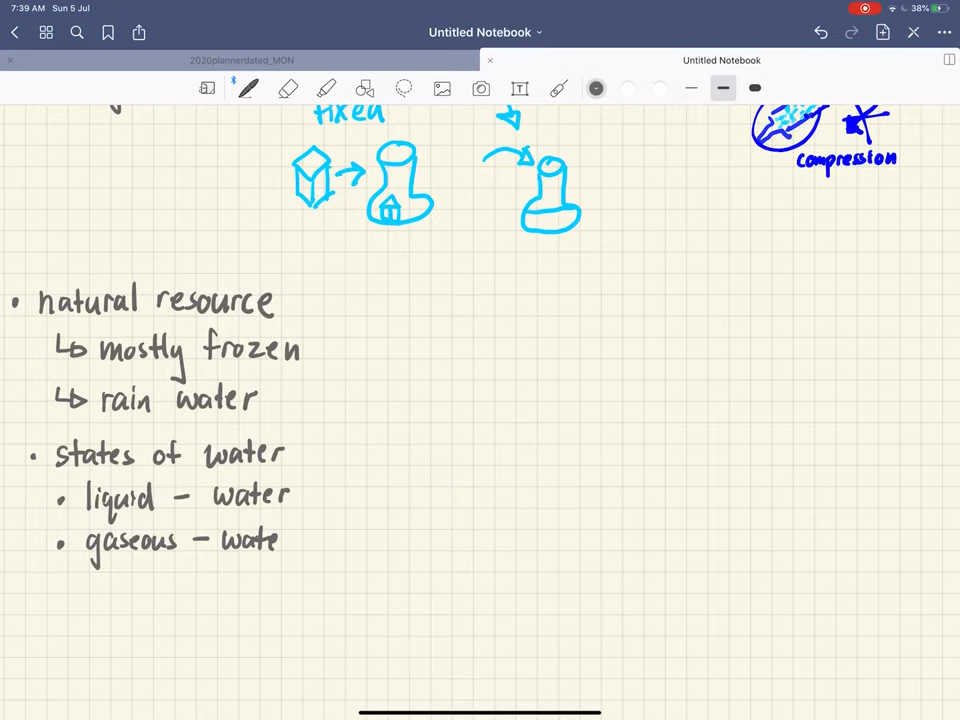 7:39 AM Sun 5 Jul
38%
Untitled Notebook
2020plannerdated_MON
Untitled Notebook
fixed
compression
• natural resource
↳ mostly frozen
↳ rain water
• states of water
• liquid - water
• gaseous - wate